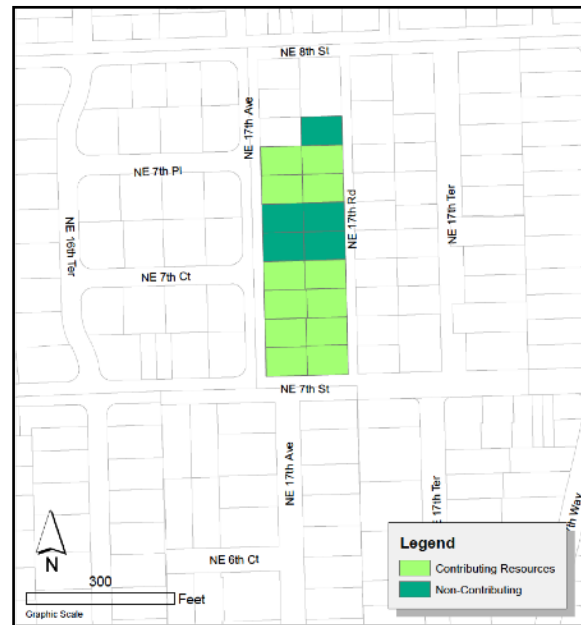 NE 8th St
NE 17th Ave
NE 7th Pl
NE 17th Rd
NE 17th Ter
NE 16th Ter
NE 7th Ct
NE 7th St
NE 17th Ave
17th Ter
Way
NE 6th Ct
N
300
Feet
Graphic Scale
Legend
Contributing Resources
Non-Contributing